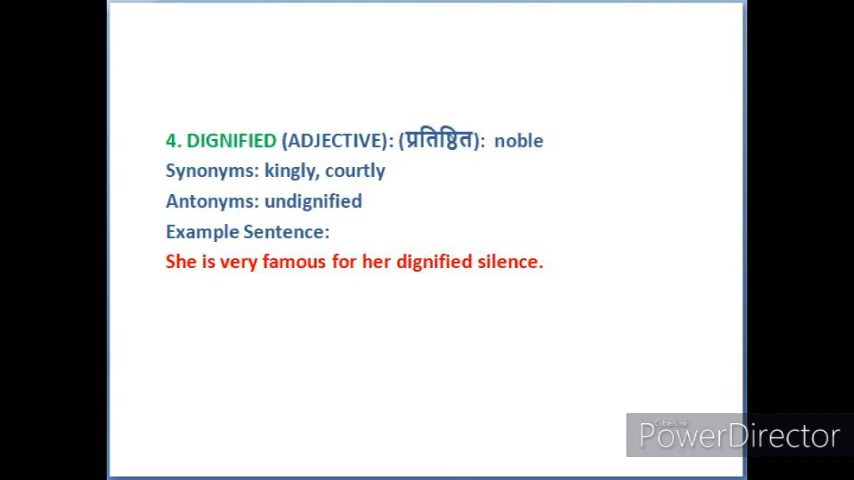 4. DIGNIFIED (ADJECTIVE): (प्रतिष्ठित): noble
Synonyms: kingly, courtly
Antonyms: undignified
Example Sentence:
She is very famous for her dignified silence.
CyberLink
PowerDirector